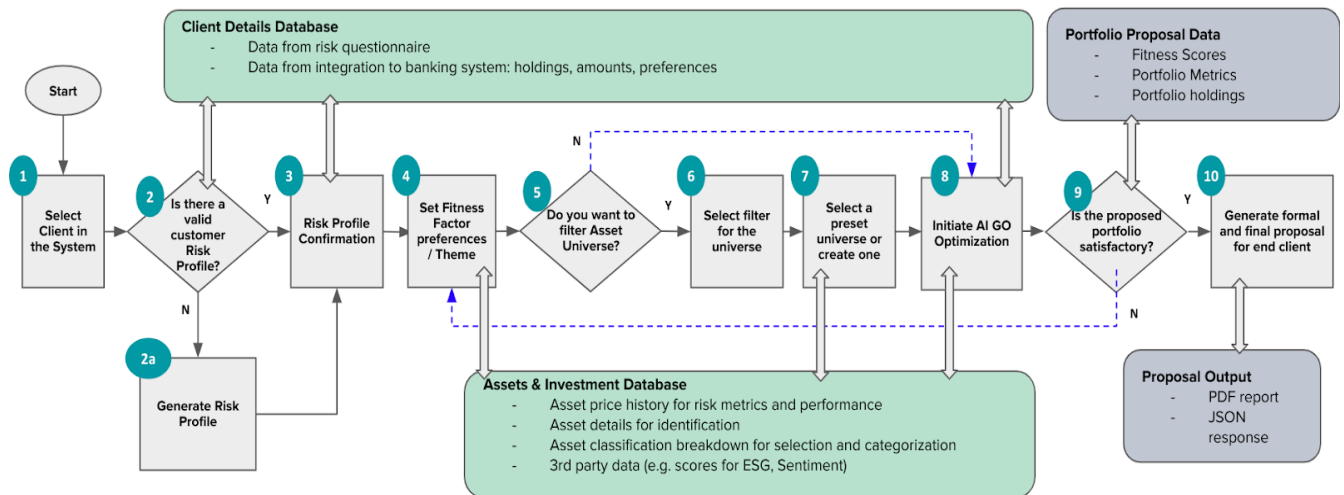 Client Details Database
- Data from risk questionnaire
- Data from integration to banking system: holdings, amounts, preferences
Portfolio Proposal Data
- Fitness Scores
- Portfolio Metrics
- Portfolio holdings
Start
1
Select
Client in
the System
2
Is there a
valid
customer
Risk
Profile?
Y
N
2a
Generate Risk
Profile
3
Risk Profile
Confirmation
4
Set Fitness
Factor
preferences
/ Theme
5
Do you want to
filter Asset
Universe?
N
Y
6
Select filter
for the
universe
7
Select a
preset
universe or
create one
8
Initiate AI GO
Optimization
9
Is the proposed
portfolio
satisfactory?
Y
N
10
Generate formal
and final proposal
for end client
Assets & Investment Database
- Asset price history for risk metrics and performance
- Asset details for identification
- Asset classification breakdown for selection and categorization
- 3rd party data (e.g. scores for ESG, Sentiment)
Proposal Output
- PDF report
- JSON
response